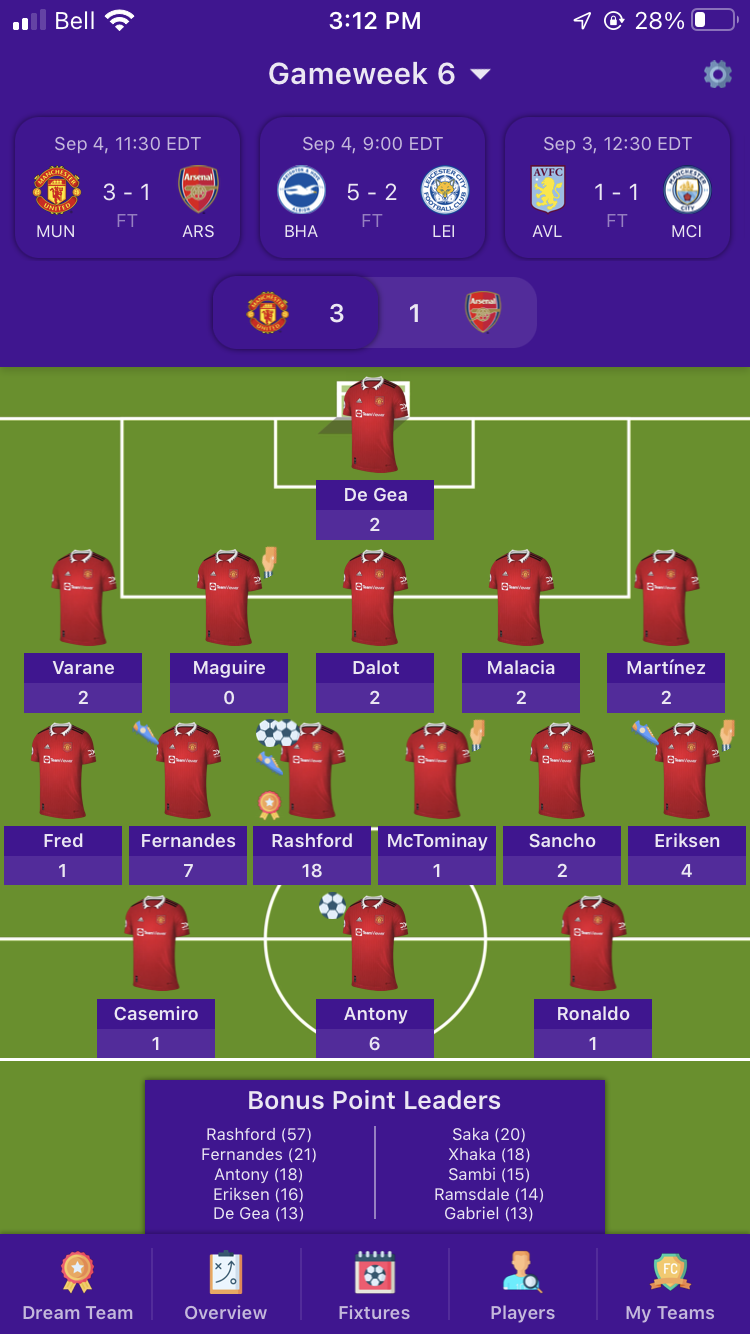 Bell 3:12 PM 28%
Gameweek 6
Sep 4, 11:30 EDT
3 - 1
FT
MUN ARS
Sep 4, 9:00 EDT
5 - 2
FT
BHA LEI
Sep 3, 12:30 EDT
AVFC
1 - 1
FT
AVL MCI
3 1
De Gea
2
Varane Maguire Dalot Malacia Martínez
2 0 2 2 2
Fred Fernandes Rashford McTominay Sancho Eriksen
1 7 18 1 2 4
Casemiro Antony Ronaldo
1 6 1
Bonus Point Leaders
Rashford (57) Saka (20)
Fernandes (21) Xhaka (18)
Antony (18) Sambi (15)
Eriksen (16) Ramsdale (14)
De Gea (13) Gabriel (13)
Dream Team Overview Fixtures Players My Teams
FC